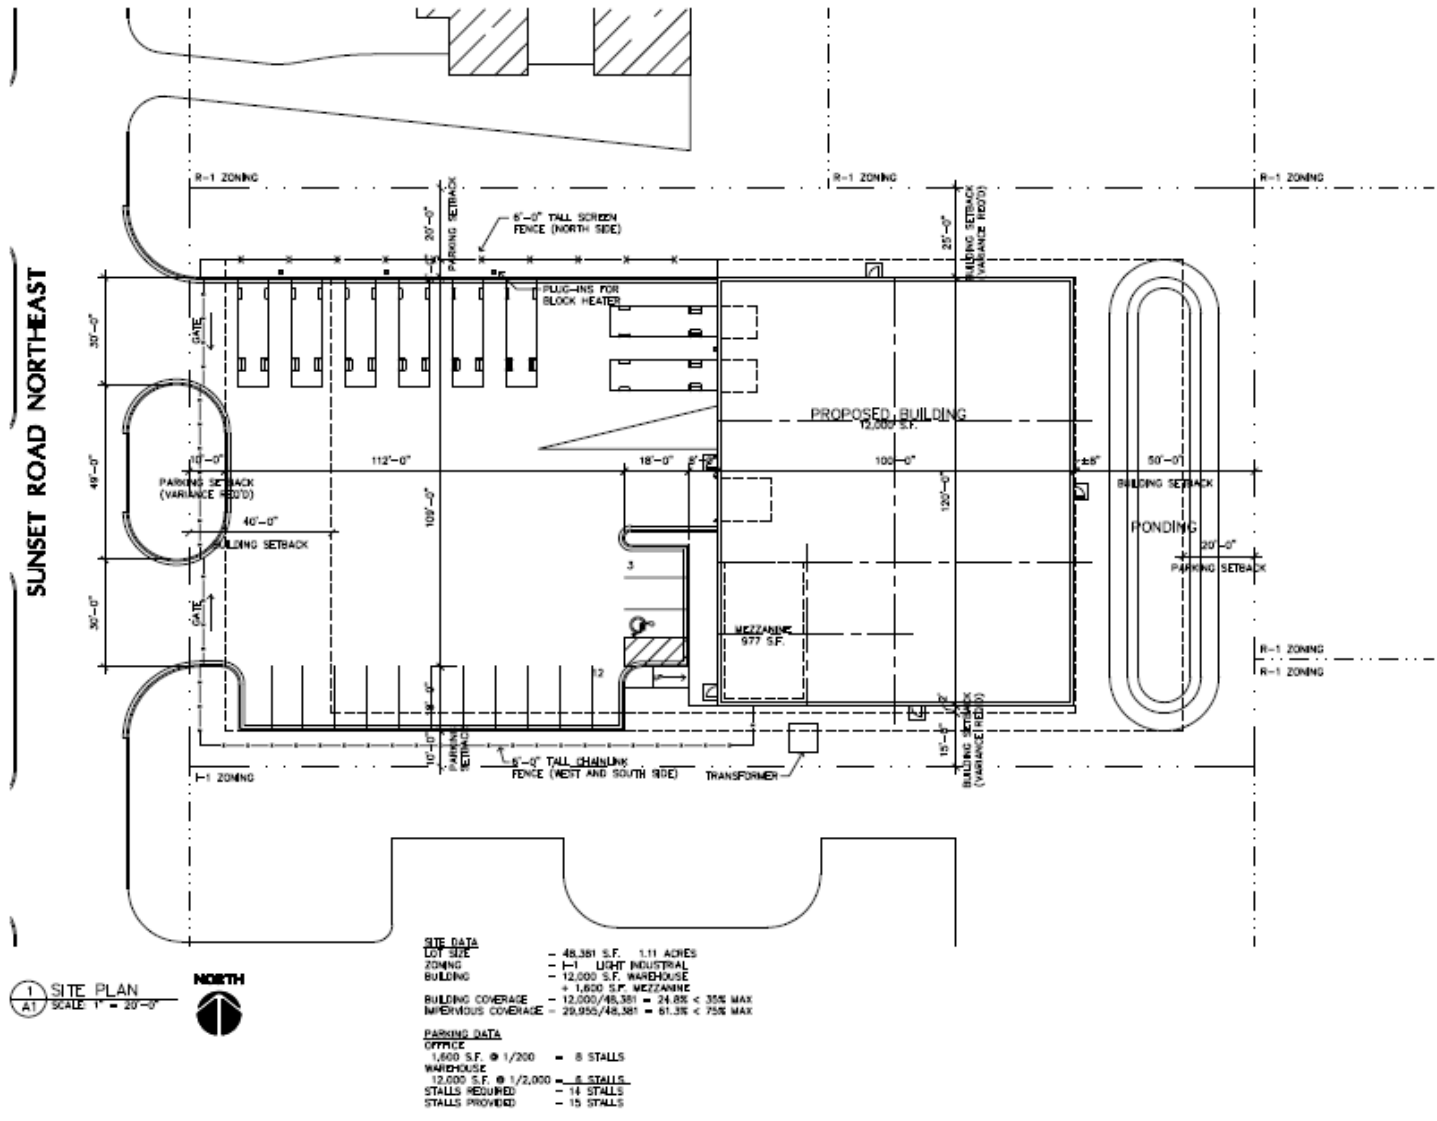 R-1 ZONING
R-1 ZONING
R-1 ZONING
20'-0"
PARKING SETBACK
6'-0" TALL SCREEN
FENCE (NORTH SIDE)
25'-0"
BUILDING SETBACK
(VARIANCE REQ'D)
PLUG-INS FOR
BLOCK HEATER
SUNSET ROAD NORTHEAST
30'-0"
GATE
PROPOSED BUILDING
12,000 S.F.
49'-0"
10'-0"
PARKING SETBACK
(VARIANCE REQ'D)
112'-0"
18'-0"
100'-0"
±6"
50'-0"
BUILDING SETBACK
109'-0"
120'-0"
40'-0"
BUILDING SETBACK
PONDING
20'-0"
PARKING SETBACK
3
30'-0"
GATE
MEZZANINE
977 S.F.
R-1 ZONING
R-1 ZONING
12
18'-0"
10'-0"
PARKING
SETBACK
15'-0"
BUILDING SETBACK
(VARIANCE REQ'D)
I-1 ZONING
6'-0" TALL CHAINLINK
FENCE (WEST AND SOUTH SIDE)
TRANSFORMER
1
A1
SITE PLAN
SCALE: 1" = 20'-0"
NORTH
SITE DATA
LOT SIZE - 48,381 S.F. 1.11 ACRES
ZONING - I-1 LIGHT INDUSTRIAL
BUILDING - 12,000 S.F. WAREHOUSE
+ 1,600 S.F. MEZZANINE
BUILDING COVERAGE - 12,000/48,381 = 24.8% < 35% MAX
IMPERVIOUS COVERAGE - 29,955/48,381 = 61.3% < 75% MAX
PARKING DATA
OFFICE
1,600 S.F. @ 1/200 = 8 STALLS
WAREHOUSE
12,000 S.F. @ 1/2,000 = 6 STALLS
STALLS REQUIRED - 14 STALLS
STALLS PROVIDED - 15 STALLS